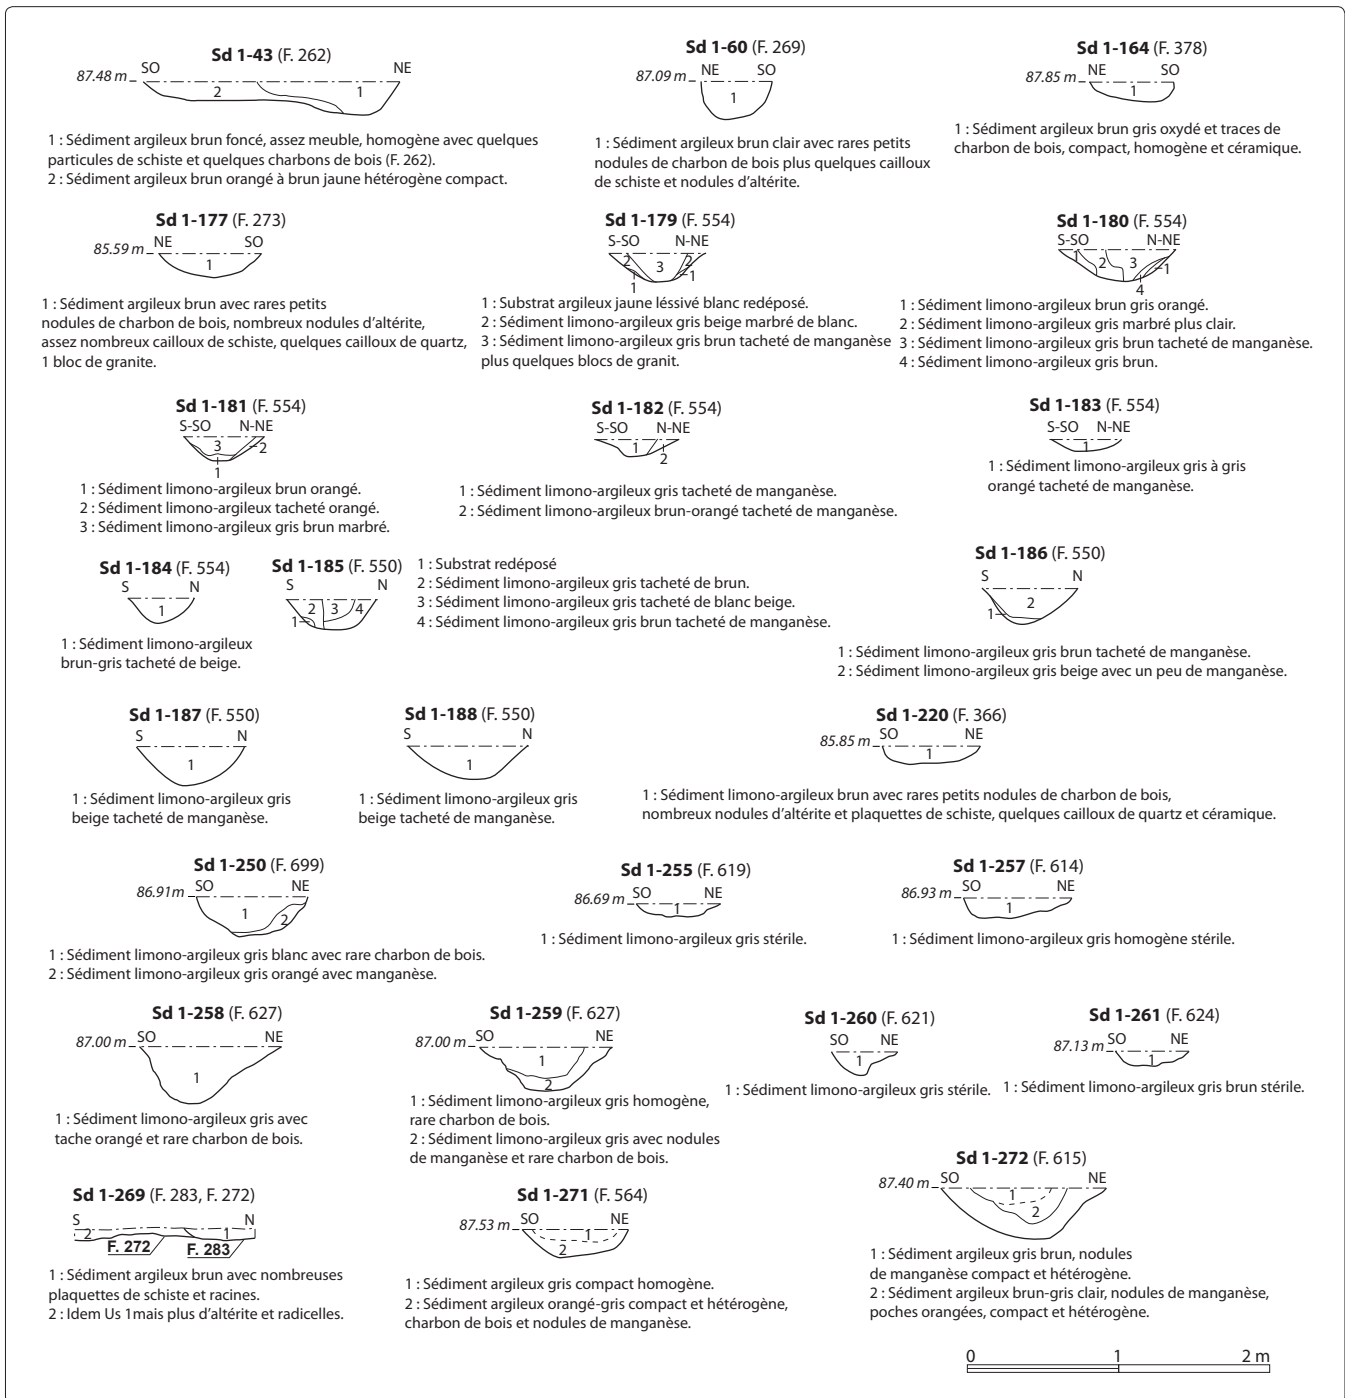 Sd 1-43 (F. 262)
87.48 m SO NE
2 1
1 : Sédiment argileux brun foncé, assez meuble, homogène avec quelques
particules de schiste et quelques charbons de bois (F. 262).
2 : Sédiment argileux brun orangé à brun jaune hétérogène compact.
Sd 1-60 (F. 269)
87.09 m NE SO
1
1 : Sédiment argileux brun clair avec rares petits
nodules de charbon de bois plus quelques cailloux
de schiste et nodules d'altérite.
Sd 1-164 (F. 378)
87.85 m NE SO
1
1 : Sédiment argileux brun gris oxydé et traces de
charbon de bois, compact, homogène et céramique.
Sd 1-177 (F. 273)
85.59 m NE SO
1
1 : Sédiment argileux brun avec rares petits
nodules de charbon de bois, nombreux nodules d'altérite,
assez nombreux cailloux de schiste, quelques cailloux de quartz,
1 bloc de granite.
Sd 1-179 (F. 554)
S-SO N-NE
2 3 2
1
1
1 : Substrat argileux jaune léssivé blanc redéposé.
2 : Sédiment limono-argileux gris beige marbré de blanc.
3 : Sédiment limono-argileux gris brun tacheté de manganèse
plus quelques blocs de granit.
Sd 1-180 (F. 554)
S-SO N-NE
1 2 3 1
4
1 : Sédiment limono-argileux brun gris orangé.
2 : Sédiment limono-argileux gris marbré plus clair.
3 : Sédiment limono-argileux gris brun tacheté de manganèse.
4 : Sédiment limono-argileux gris brun.
Sd 1-181 (F. 554)
S-SO N-NE
3 2
1
1 : Sédiment limono-argileux brun orangé.
2 : Sédiment limono-argileux tacheté orangé.
3 : Sédiment limono-argileux gris brun marbré.
Sd 1-182 (F. 554)
S-SO N-NE
1
2
1 : Sédiment limono-argileux gris tacheté de manganèse.
2 : Sédiment limono-argileux brun-orangé tacheté de manganèse.
Sd 1-183 (F. 554)
S-SO N-NE
1
1 : Sédiment limono-argileux gris à gris
orangé tacheté de manganèse.
Sd 1-184 (F. 554)
S N
1
1 : Sédiment limono-argileux
brun-gris tacheté de beige.
Sd 1-185 (F. 550)
S N
2 3 4
1
1 : Substrat redéposé
2 : Sédiment limono-argileux gris tacheté de brun.
3 : Sédiment limono-argileux gris tacheté de blanc beige.
4 : Sédiment limono-argileux gris brun tacheté de manganèse.
Sd 1-186 (F. 550)
S N
2
1
1 : Sédiment limono-argileux gris brun tacheté de manganèse.
2 : Sédiment limono-argileux gris beige avec un peu de manganèse.
Sd 1-187 (F. 550)
S N
1
1 : Sédiment limono-argileux gris
beige tacheté de manganèse.
Sd 1-188 (F. 550)
S N
1
1 : Sédiment limono-argileux gris
beige tacheté de manganèse.
Sd 1-220 (F. 366)
85.85 m SO NE
1
1 : Sédiment limono-argileux brun avec rares petits nodules de charbon de bois,
nombreux nodules d'altérite et plaquettes de schiste, quelques cailloux de quartz et céramique.
Sd 1-250 (F. 699)
86.91 m SO NE
1 2
1 : Sédiment limono-argileux gris blanc avec rare charbon de bois.
2 : Sédiment limono-argileux gris orangé avec manganèse.
Sd 1-255 (F. 619)
86.69 m SO NE
1
1 : Sédiment limono-argileux gris stérile.
Sd 1-257 (F. 614)
86.93 m SO NE
1
1 : Sédiment limono-argileux gris homogène stérile.
Sd 1-258 (F. 627)
87.00 m SO NE
1
1 : Sédiment limono-argileux gris avec
tache orangé et rare charbon de bois.
Sd 1-259 (F. 627)
87.00 m SO NE
1
2
1 : Sédiment limono-argileux gris homogène,
rare charbon de bois.
2 : Sédiment limono-argileux gris avec nodules
de manganèse et rare charbon de bois.
Sd 1-260 (F. 621)
SO NE
1
1 : Sédiment limono-argileux gris stérile.
Sd 1-261 (F. 624)
87.13 m SO NE
1
1 : Sédiment limono-argileux gris brun stérile.
Sd 1-269 (F. 283, F. 272)
S N
2 1
F. 272 F. 283
1 : Sédiment argileux brun avec nombreuses
plaquettes de schiste et racines.
2 : Idem Us 1mais plus d'altérite et radicelles.
Sd 1-271 (F. 564)
87.53 m SO NE
1
2
1 : Sédiment argileux gris compact homogène.
2 : Sédiment argileux orangé-gris compact et hétérogène,
charbon de bois et nodules de manganèse.
Sd 1-272 (F. 615)
87.40 m SO NE
1
2
1 : Sédiment argileux gris brun, nodules
de manganèse compact et hétérogène.
2 : Sédiment argileux brun-gris clair, nodules de manganèse,
poches orangées, compact et hétérogène.
0 1 2 m